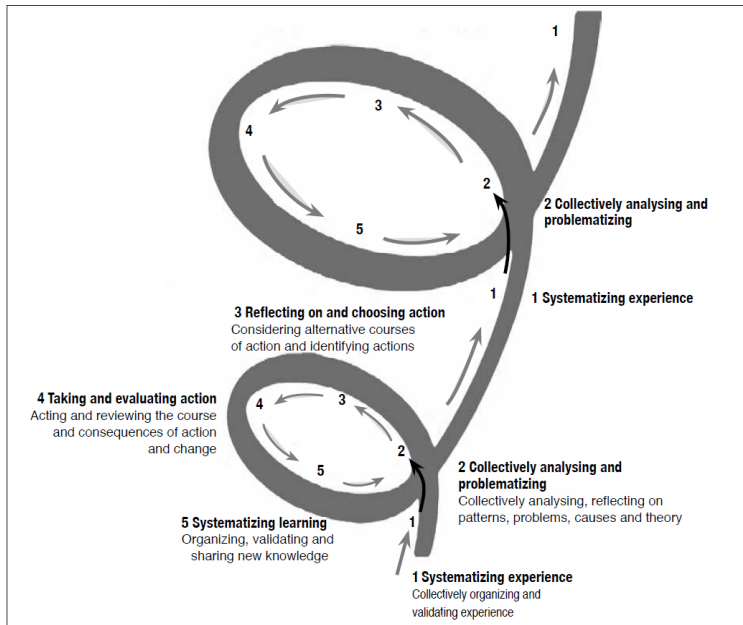 1
3
4
2
5
2 Collectively analysing and
problematizing
1
1 Systematizing experience
3 Reflecting on and choosing action
Considering alternative courses
of action and identifying actions
4 Taking and evaluating action
Acting and reviewing the course
and consequences of action
and change
4
3
2
5
2 Collectively analysing and
problematizing
Collectively analysing, reflecting on
patterns, problems, causes and theory
5 Systematizing learning
Organizing, validating and
sharing new knowledge
1
1 Systematizing experience
Collectively organizing and
validating experience